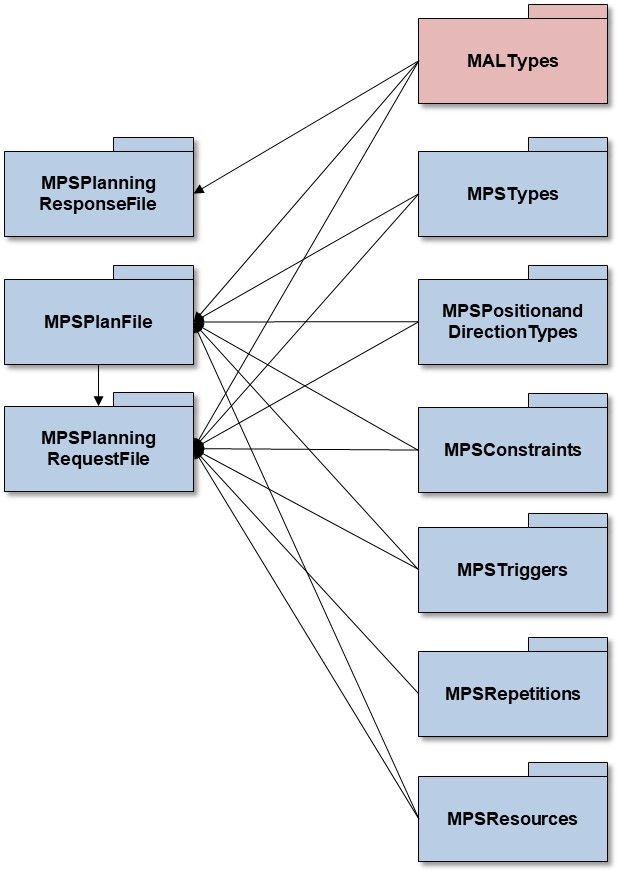 MALTypes
MPSPlanning
ResponseFile
MPSTypes
MPSPlanFile
MPSPositionand
DirectionTypes
MPSPlanning
RequestFile
MPSConstraints
MPSTriggers
MPSRepetitions
MPSResources